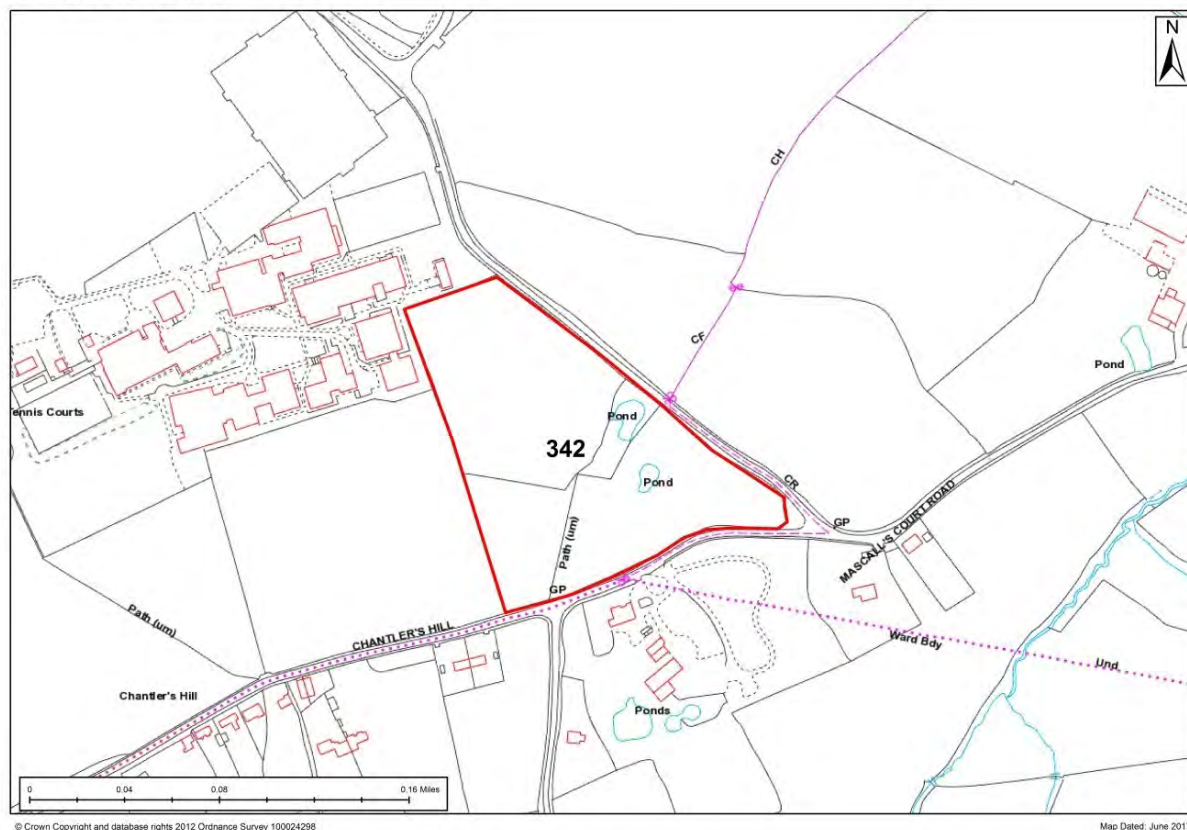 N
CH
CF
Pond
Tennis Courts
Pond
342
Pond
CR
GP
MASCALL'S COURT ROAD
Path (um)
GP
Path (um)
CHANTLER'S HILL
Ward Bdy
Und
Chantler's Hill
Ponds
0 0.04 0.08 0.16 Miles
© Crown Copyright and database rights 2012 Ordnance Survey 100024298
Map Dated: June 201